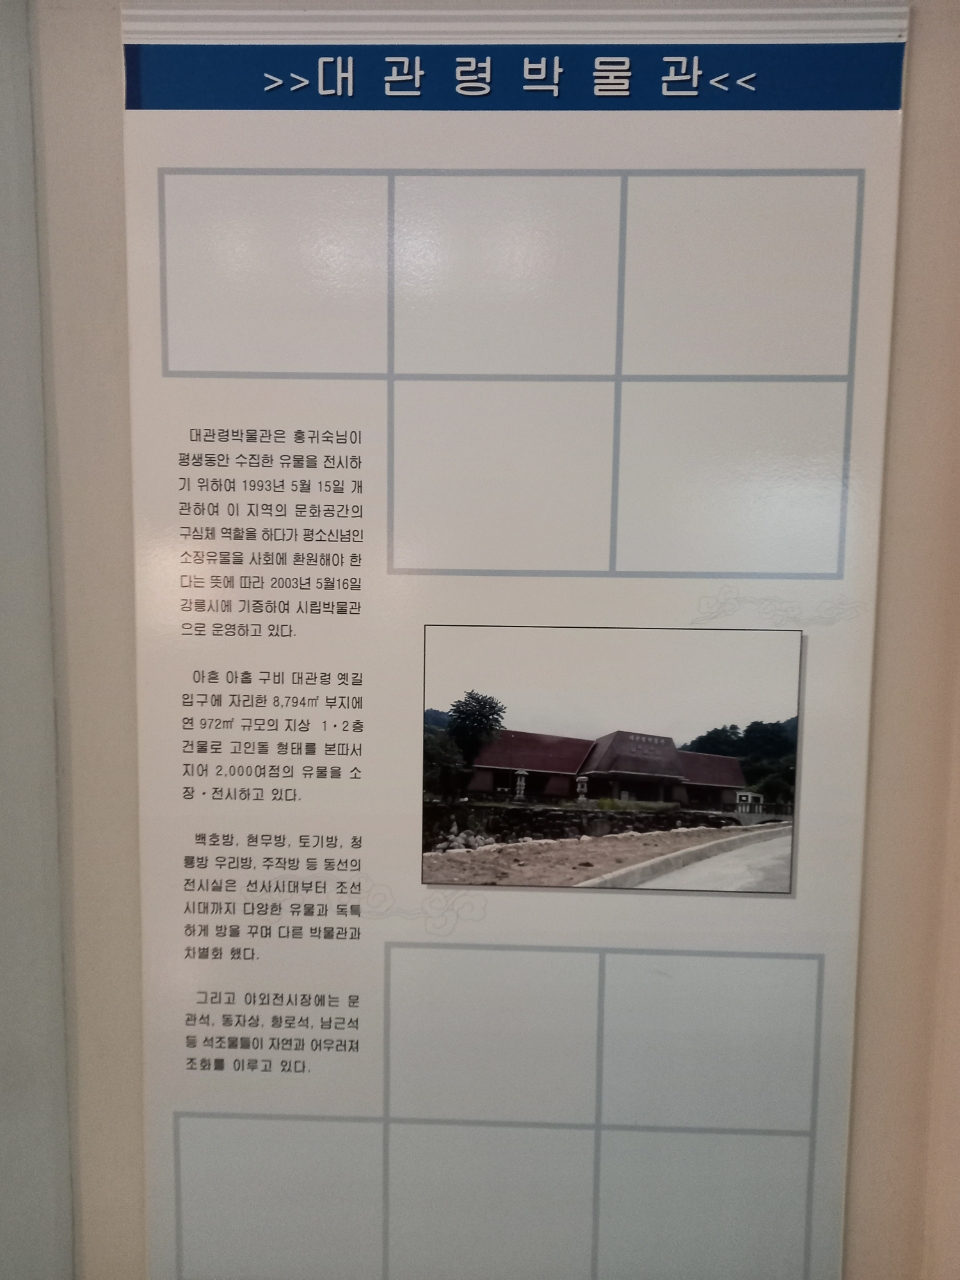 >>대관령박물관<<
대관령박물관은 홍귀숙님이
평생동안 수집한 유물을 전시하
기 위하여 1993년 5월 15일 개
관하여 이 지역의 문화공간의
구심체 역할을 하다가 평소신념인
소장유물을 사회에 환원해야 한
다는 뜻에 따라 2003년 5월16일
강릉시에 기증하여 시립박물관
으로 운영하고 있다.
아흔 아홉 구비 대관령 옛길
입구에 자리한 8,794㎡ 부지에
연 972㎡ 규모의 지상 1·2층
건물로 고인돌 형태를 본따서
지어 2,000여점의 유물을 소
장·전시하고 있다.
백호방, 현무방, 토기방, 청
룡방 우리방, 주작방 등 동선의
전시실은 선사시대부터 조선
시대까지 다양한 유물과 독특
하게 방을 꾸며 다른 박물관과
차별화 했다.
그리고 야외전시장에는 문
관석, 동자상, 향로석, 남근석
등 석조물들이 자연과 어우러져
조화를 이루고 있다.